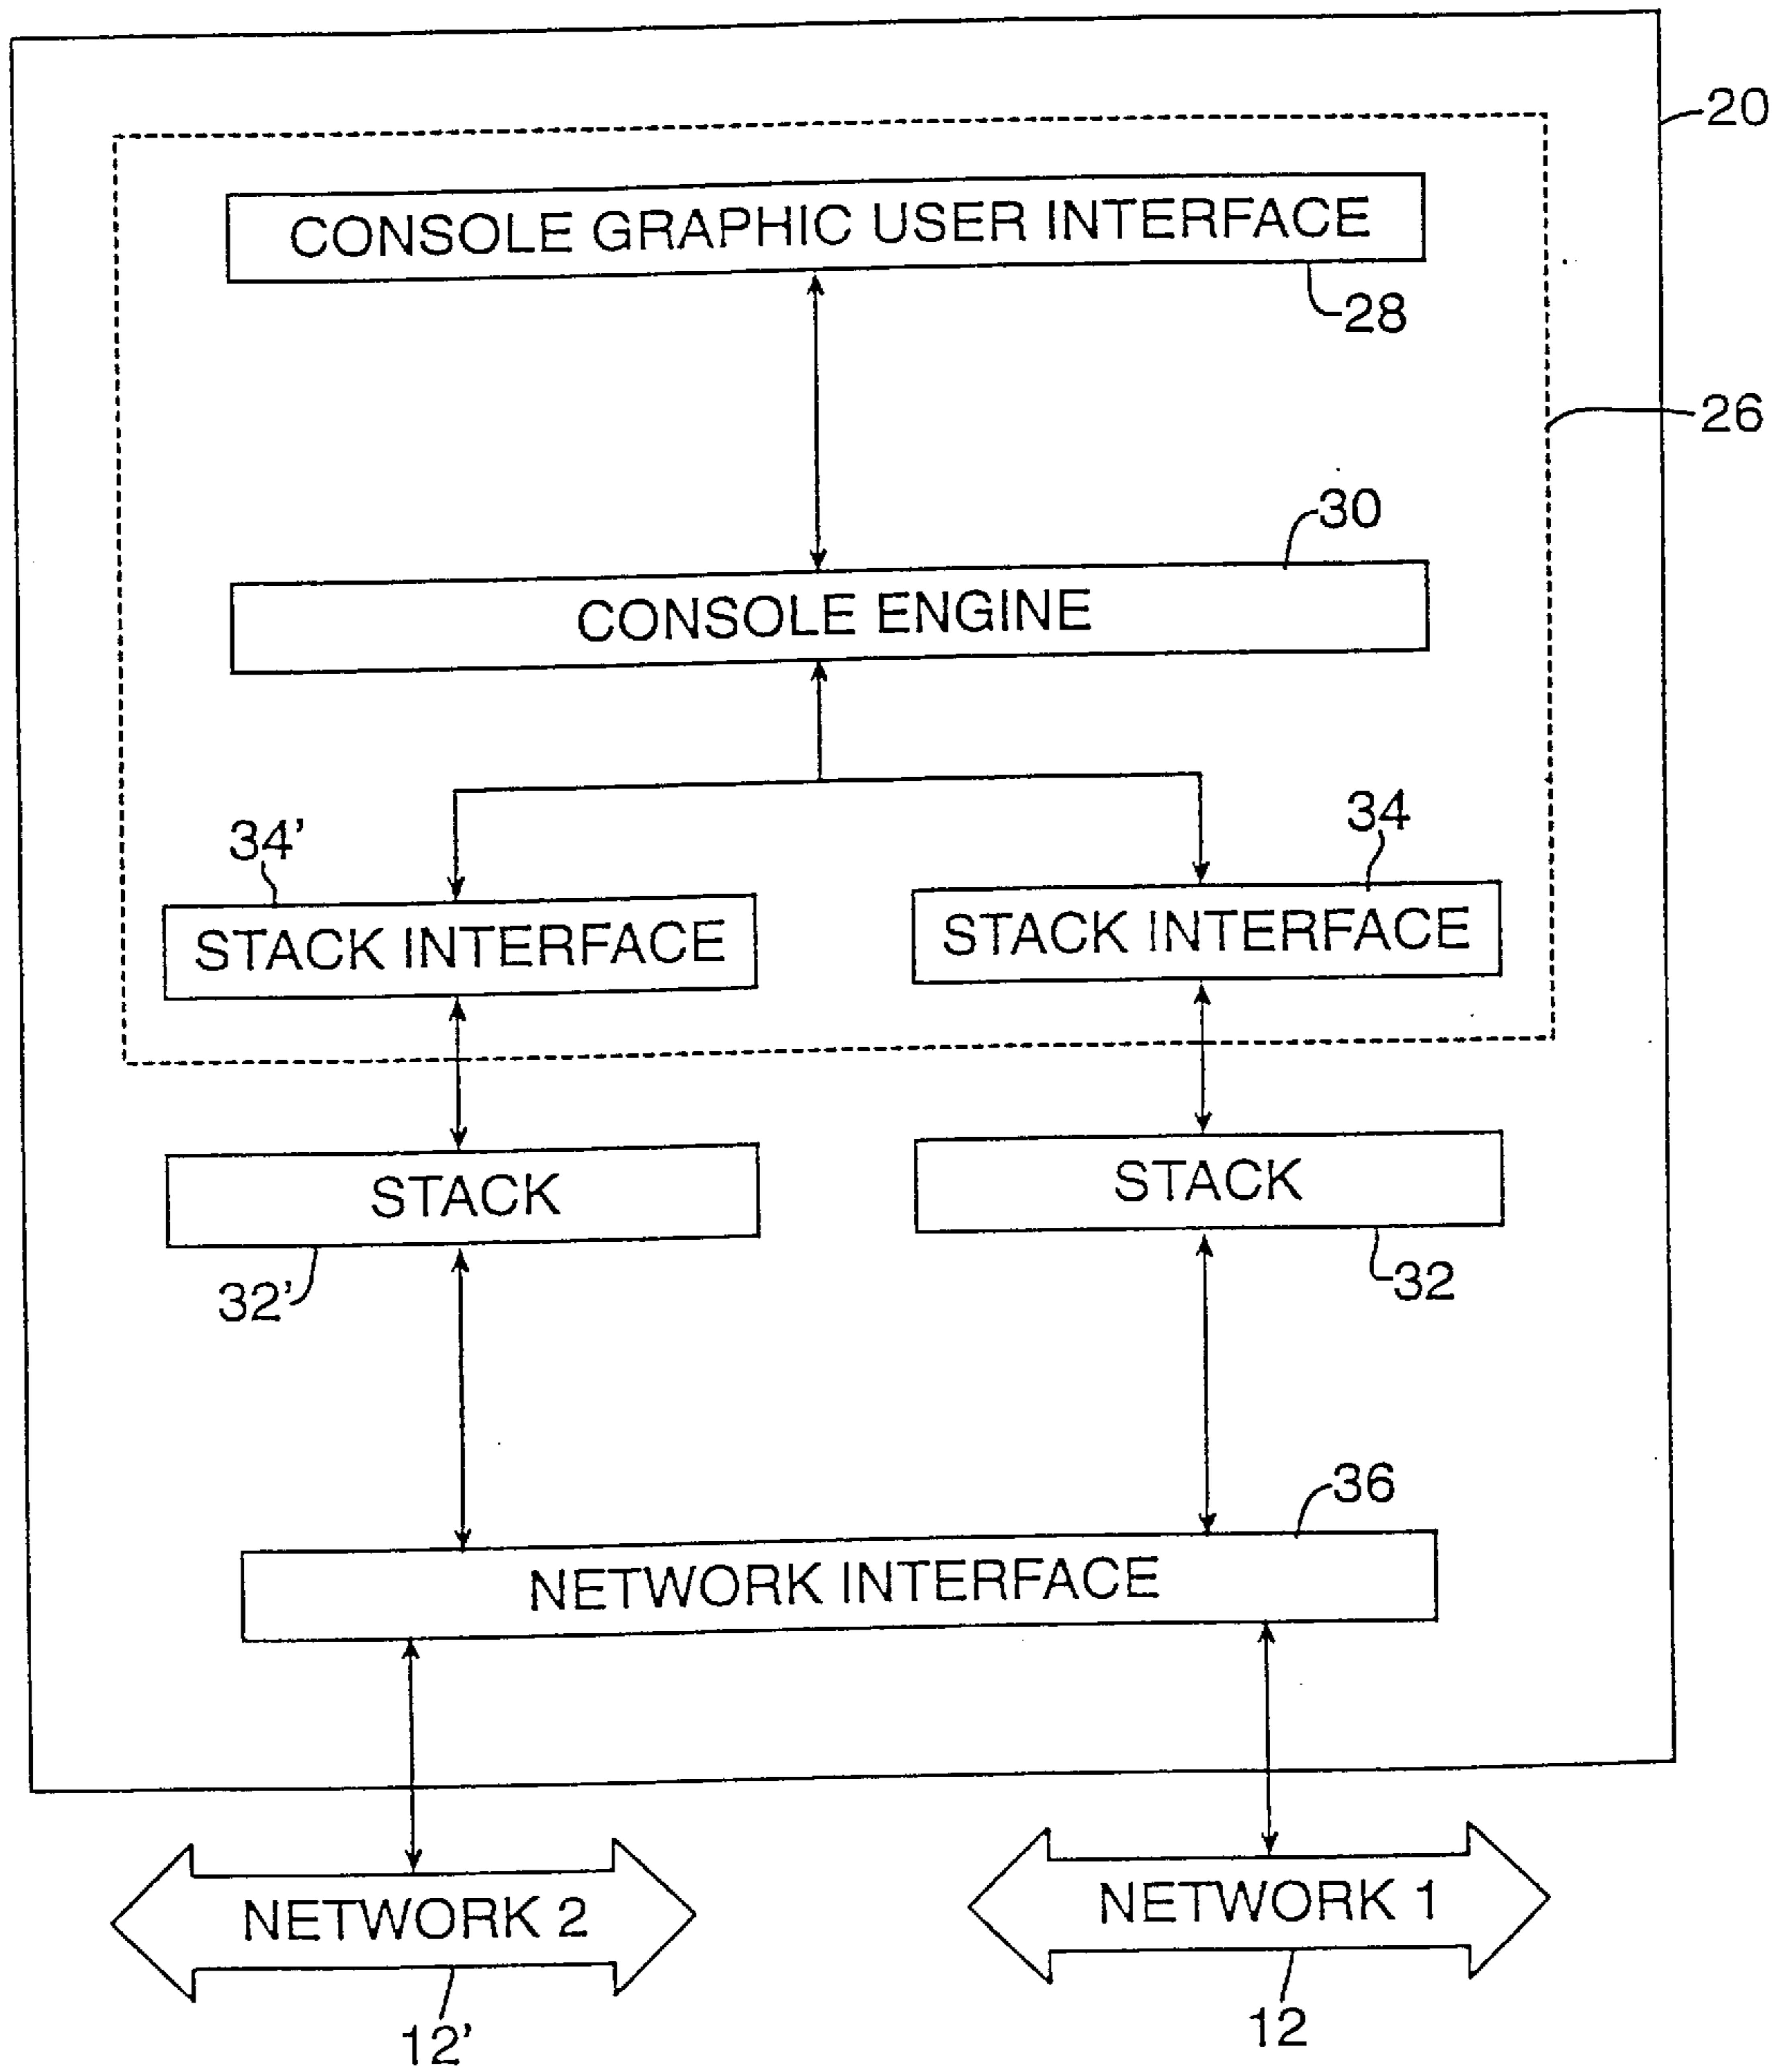 20
CONSOLE GRAPHIC USER INTERFACE
28
26
30
CONSOLE ENGINE
34'
34
STACK INTERFACE
STACK INTERFACE
STACK
STACK
32'
32
36
NETWORK INTERFACE
NETWORK 2
NETWORK 1
12'
12